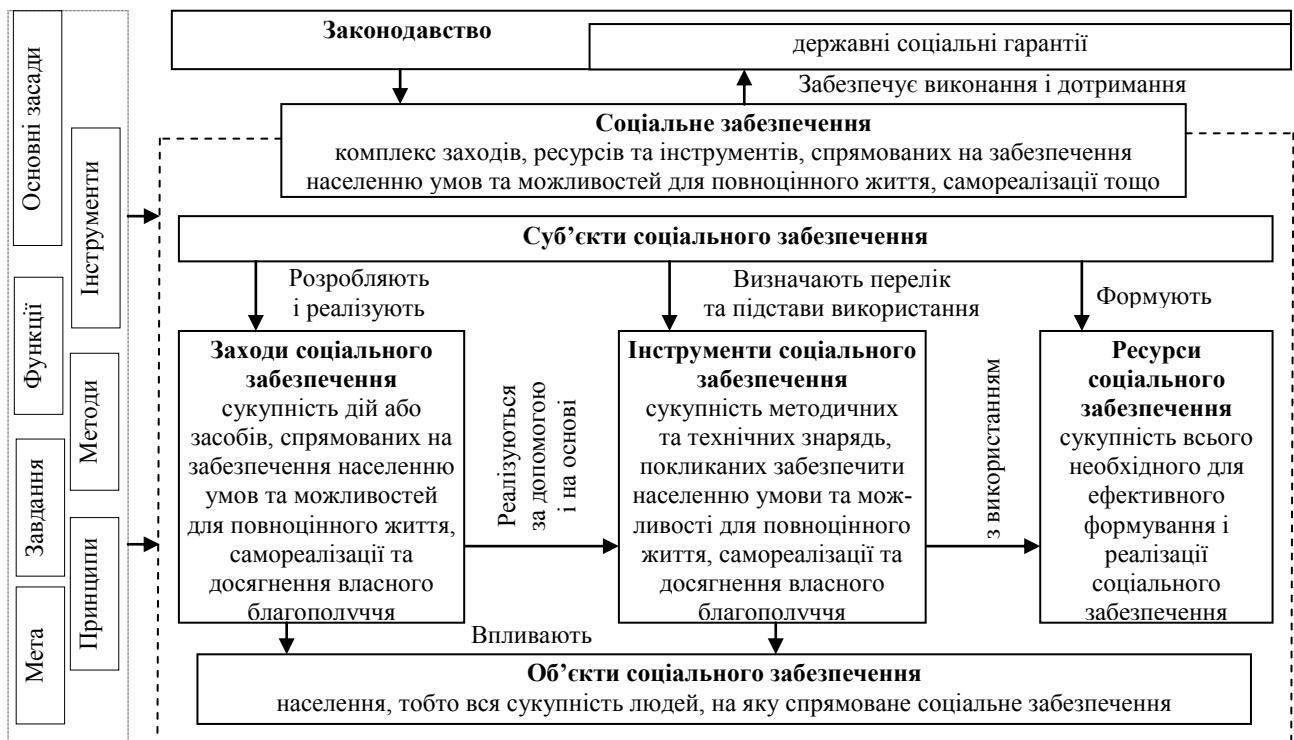 Основні засади
Функції
Завдання
Мета
Інструменти
Методи
Принципи
Законодавство
державні соціальні гарантії
Забезпечує виконання і дотримання
Соціальне забезпечення
комплекс заходів, ресурсів та інструментів, спрямованих на забезпечення
населенню умов та можливостей для повноцінного життя, самореалізації тощо
Суб’єкти соціального забезпечення
Розробляють
і реалізують
Визначають перелік
та підстави використання
Формують
Заходи соціального
забезпечення
сукупність дій або
засобів, спрямованих на
забезпечення населенню
умов та можливостей
для повноцінного життя,
самореалізації та
досягнення власного
благополуччя
Реалізуються
за допомогою
і на основі
Інструменти соціального
забезпечення
сукупність методичних
та технічних знарядь,
покликаних забезпечити
населенню умови та мож-
ливості для повноцінного
життя, самореалізації та
досягнення власного
благополуччя
з використанням
Ресурси
соціального
забезпечення
сукупність всього
необхідного для
ефективного
формування і
реалізації
соціального
забезпечення
Впливають
Об’єкти соціального забезпечення
населення, тобто вся сукупність людей, на яку спрямоване соціальне забезпечення